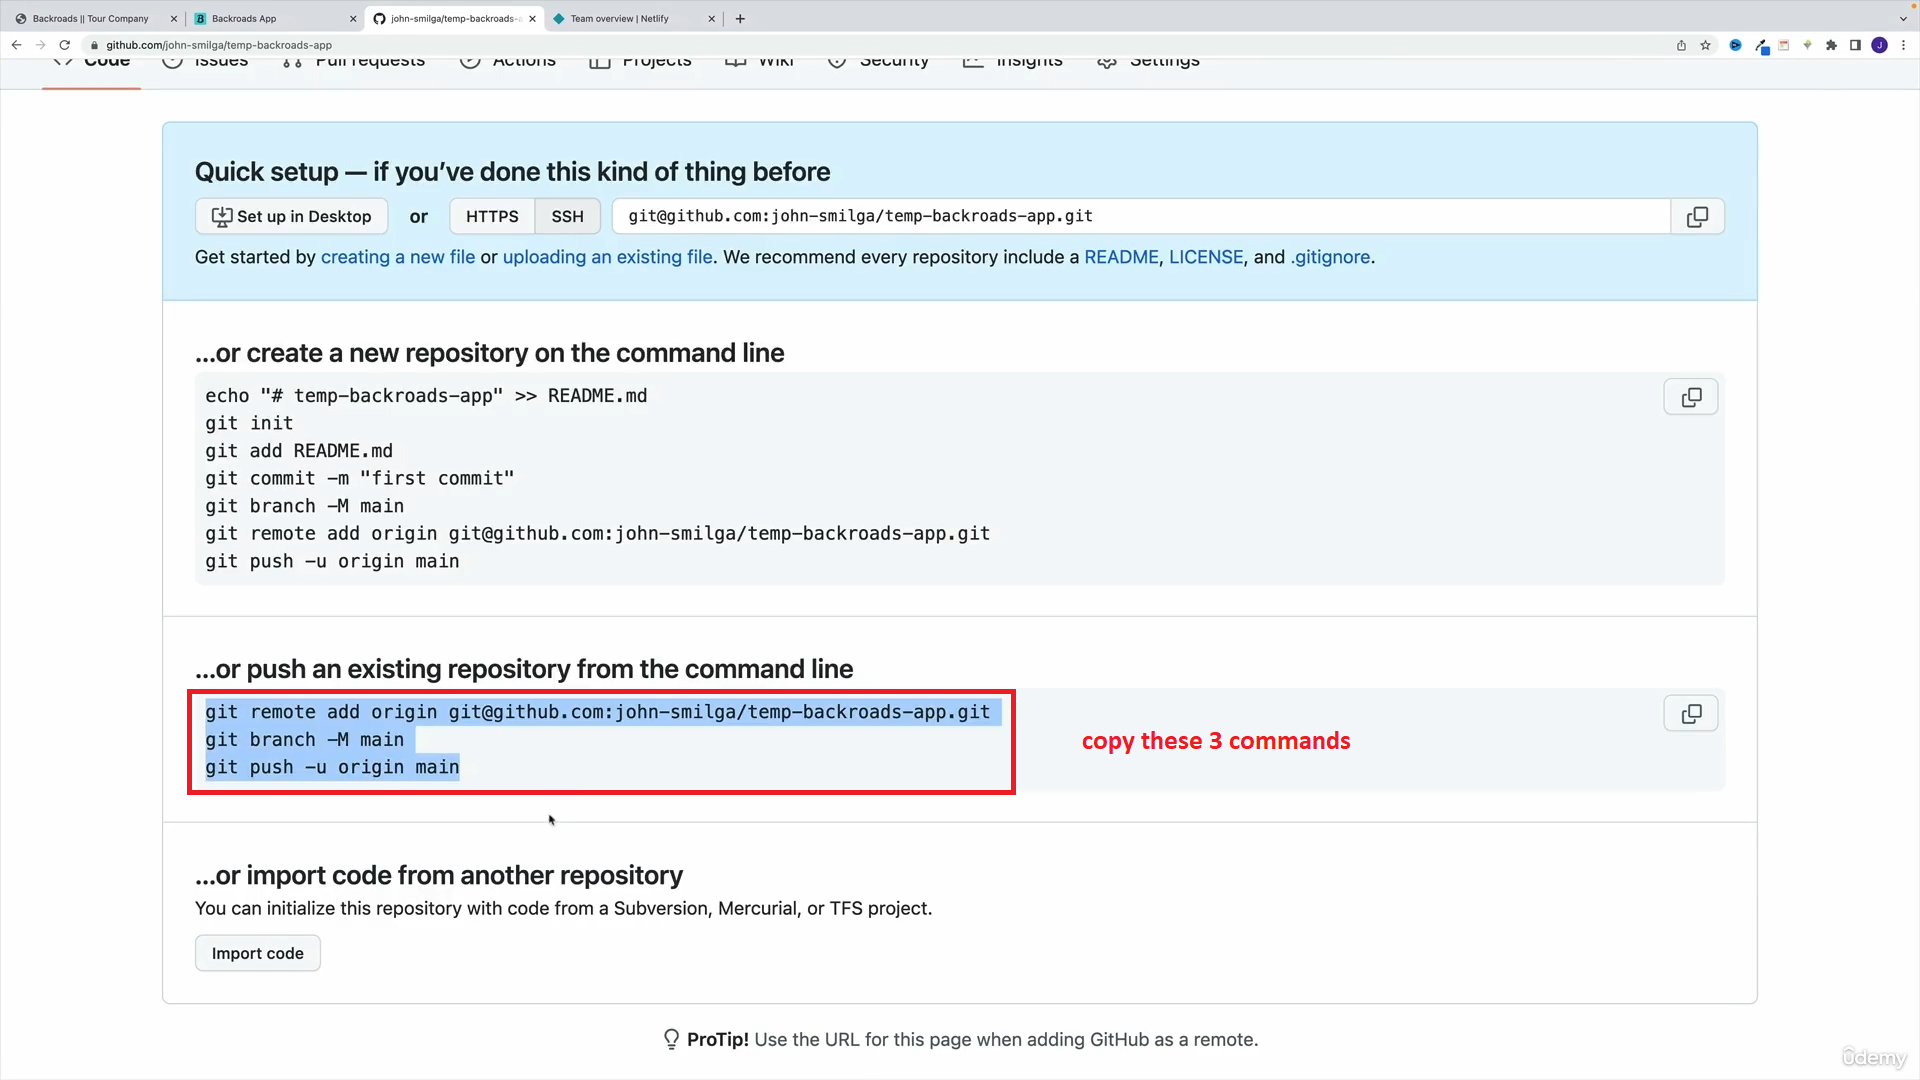 Backroads || Tour Company
Backroads App
john-smilga/temp-backroads-a
Team overview | Netlify
github.com/john-smilga/temp-backroads-app
J
Code
Issues
Pull requests
Actions
Projects
Wiki
Security
Insights
Settings
Quick setup — if you've done this kind of thing before
Set up in Desktop
or
HTTPS
SSH
git@github.com:john-smilga/temp-backroads-app.git
Get started by creating a new file or uploading an existing file. We recommend every repository include a README, LICENSE, and .gitignore.
...or create a new repository on the command line
echo "# temp-backroads-app" >> README.md
git init
git add README.md
git commit -m "first commit"
git branch -M main
git remote add origin git@github.com:john-smilga/temp-backroads-app.git
git push -u origin main
...or push an existing repository from the command line
git remote add origin git@github.com:john-smilga/temp-backroads-app.git
git branch -M main
git push -u origin main
copy these 3 commands
...or import code from another repository
You can initialize this repository with code from a Subversion, Mercurial, or TFS project.
Import code
ProTip! Use the URL for this page when adding GitHub as a remote.
ûdemy